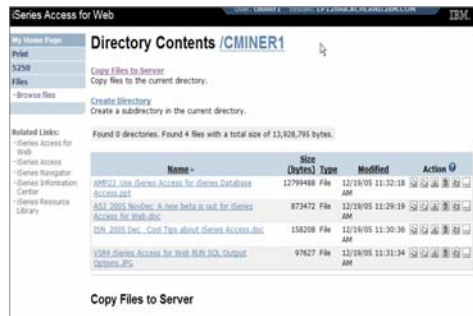 iSeries Access for Web
IBM.
My Home Page
Print
5250
Files
-Browse files
Related Links:
-iSeries Access for Web
-iSeries Access
-iSeries Navigator
-iSeries Information Center
-iSeries Resource Library
Directory Contents /CMINER1
Copy Files to Server
Copy files to the current directory.
Create Directory
Create a subdirectory in the current directory.
Found 0 directories. Found 4 files with a total size of 13,928,795 bytes.
Name Size (bytes) Type Modified Action
AMF23 Use iSeries Access for iSeries Database Access.ppt 12799488 File 12/19/05 11:32:18 AM
AS3 2005 NovDec A new beta is out for iSeries Access for Web.doc 873472 File 12/19/05 11:29:19 AM
ISN 2005 Dec Cool Tips about iSeries Access.doc 158208 File 12/19/05 11:30:36 AM
V5R4 iSeries Access for Web RUN SQL Output Options.JPG 97627 File 12/19/05 11:31:34 AM
Copy Files to Server